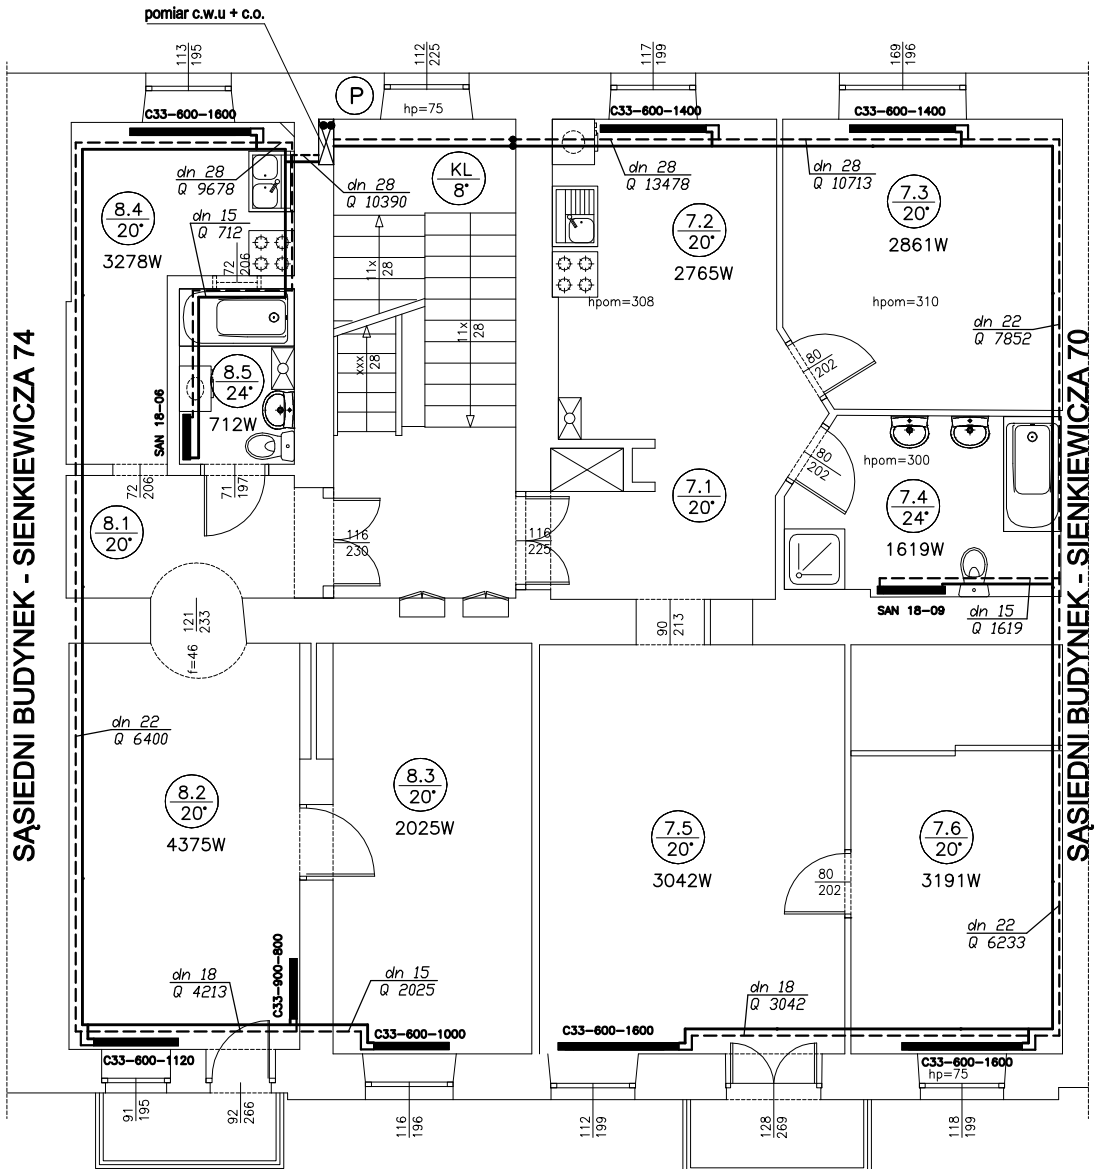 pomiar c.w.u + c.o.
113
195
112
225
117
199
169
196
P
hp=75
C33-600-1600
C33-600-1400
C33-600-1400
dn 28
Q 9678
dn 28
Q 10390
KL
8°
dn 28
Q 13478
dn 28
Q 10713
8.4
20°
3278W
dn 15
Q 712
72
206
11x
28
7.2
20°
2765W
7.3
20°
2861W
hpom=308
hpom=310
dn 22
Q 7852
11x
28
xxx
28
80
202
8.5
24°
712W
SAN 18-06
SĄSIEDNI BUDYNEK - SIENKIEWICZA 74
SĄSIEDNI BUDYNEK - SIENKIEWICZA 70
80
202
hpom=300
72
206
71
197
8.1
20°
7.1
20°
7.4
24°
1619W
116
230
116
225
SAN 18-09
dn 15
Q 1619
121
233
f=46
90
213
dn 22
Q 6400
8.2
20°
4375W
8.3
20°
2025W
7.5
20°
3042W
7.6
20°
3191W
80
202
dn 22
Q 6233
C33-900-800
dn 18
Q 4213
dn 15
Q 2025
dn 18
Q 3042
C33-600-1120
C33-600-1000
C33-600-1600
C33-600-1600
hp=75
91
195
92
266
116
196
112
199
128
269
118
199